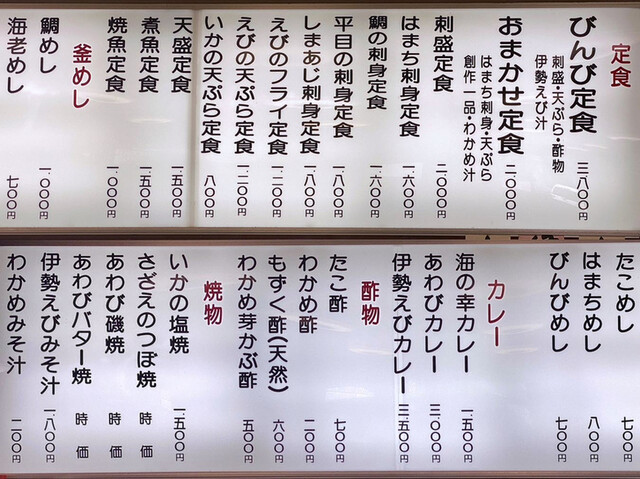 定食
びんび定食 三、八〇〇円
刺盛・天ぷら・酢物
伊勢えび汁
おまかせ定食 二、〇〇〇円
はまち刺身・天ぷら
創作一品・わかめ汁
刺盛定食 二、〇〇〇円
はまち刺身定食 一、六〇〇円
鯛の刺身定食 一、六〇〇円
平目の刺身定食 一、八〇〇円
しまあじ刺身定食 一、八〇〇円
えびのフライ定食 一、二〇〇円
えびの天ぷら定食 一、二〇〇円
いかの天ぷら定食 八〇〇円
天盛定食 一、五〇〇円
煮魚定食 一、五〇〇円
焼魚定食 一、〇〇〇円
釜めし
鯛めし 一、〇〇〇円
海老めし 七〇〇円
たこめし 七〇〇円
はまちめし 八〇〇円
びんびめし 七〇〇円
カレー
海の幸カレー 一、五〇〇円
あわびカレー 三、〇〇〇円
伊勢えびカレー 三、五〇〇円
酢物
たこ酢 七〇〇円
わかめ酢 二〇〇円
もずく酢(天然) 六〇〇円
わかめ芽かぶ酢 五〇〇円
焼物
いかの塩焼 一、五〇〇円
さざえのつぼ焼 時価
あわび磯焼 時価
あわびバター焼 時価
伊勢えびみそ汁 一、八〇〇円
わかめみそ汁 二〇〇円